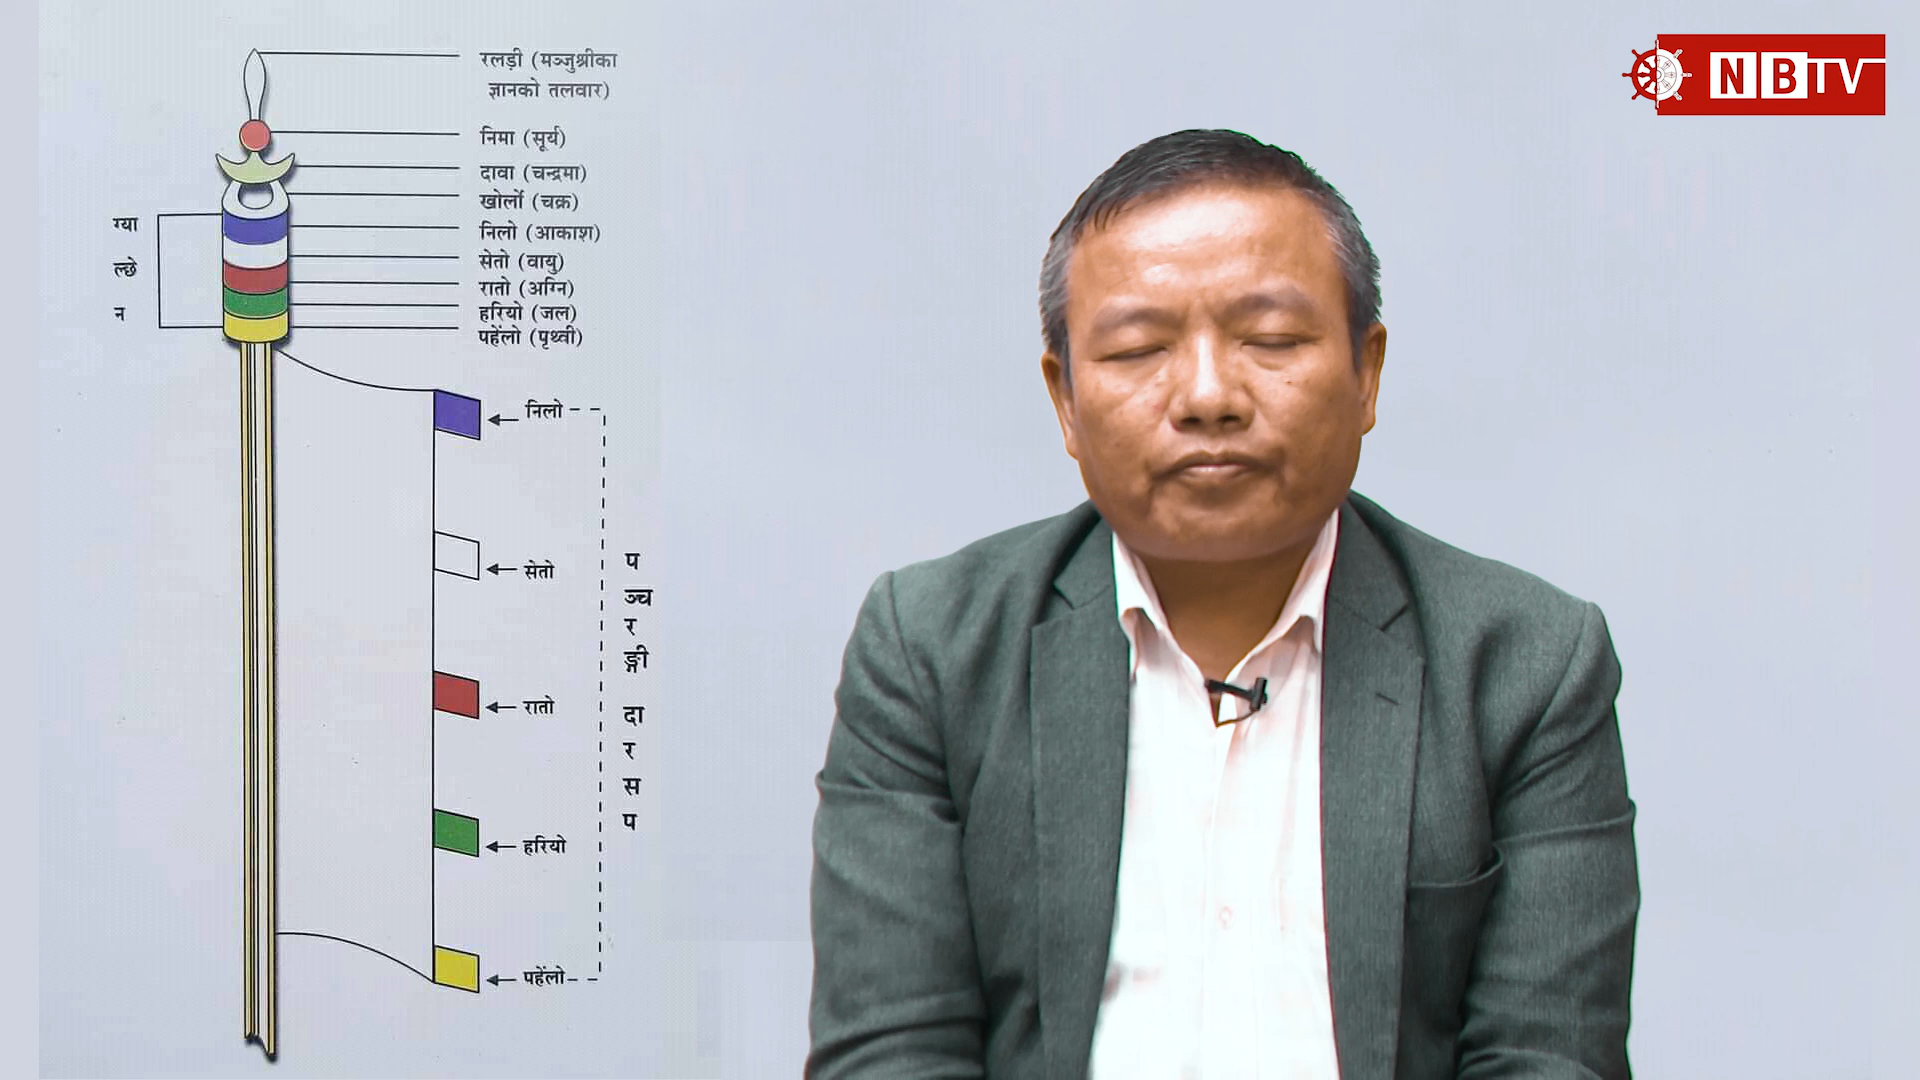 रलड़ी (मञ्जुश्रीका
ज्ञानको तलवार)
निमा (सूर्य)
दावा (चन्द्रमा)
खोर्लो (चक्र)
निलो (आकाश)
सेतो (वायु)
रातो (अग्नि)
हरियो (जल)
पहेंलो (पृथ्वी)
ग्या
ल्छे
न
निलो
सेतो
रातो
हरियो
पहेंलो
प
ञ्च
र
ङ्गी
दा
र
स
प
NBTV